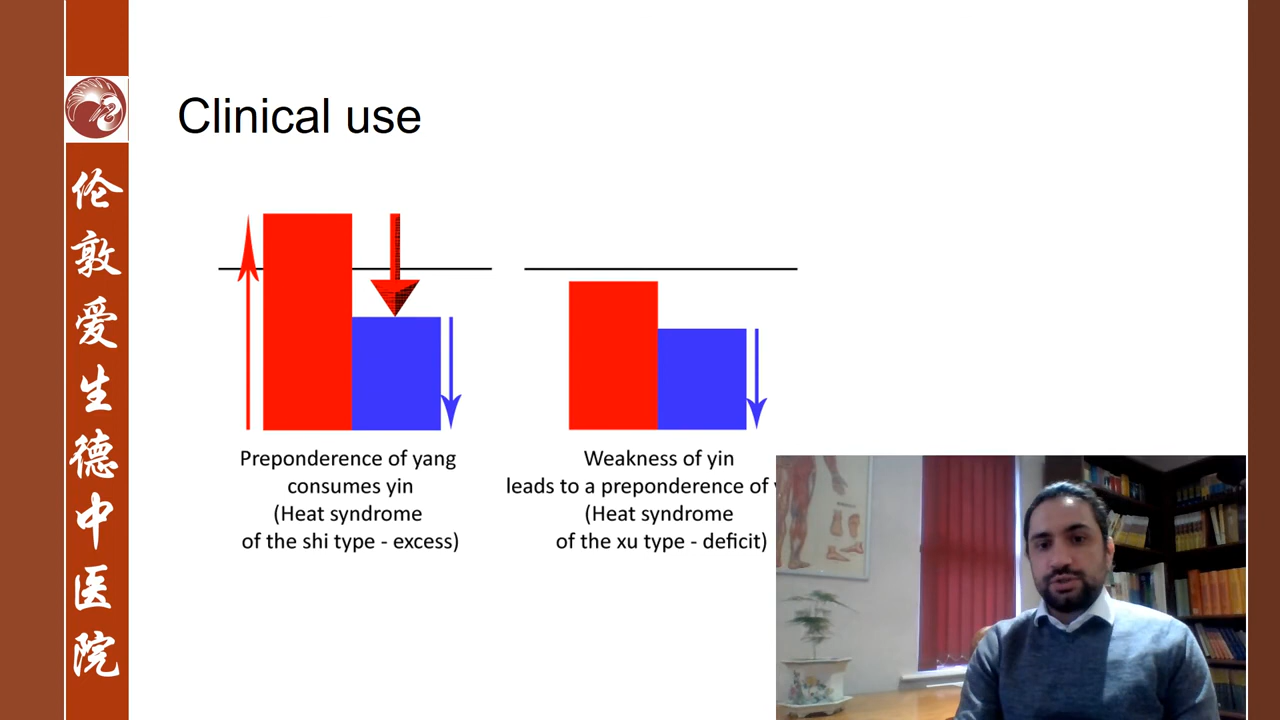 伦敦爱生德中医院
Clinical use
Preponderence of yang
consumes yin
(Heat syndrome
of the shi type - excess)
Weakness of yin
leads to a preponderence of
(Heat syndrome
of the xu type - deficit)